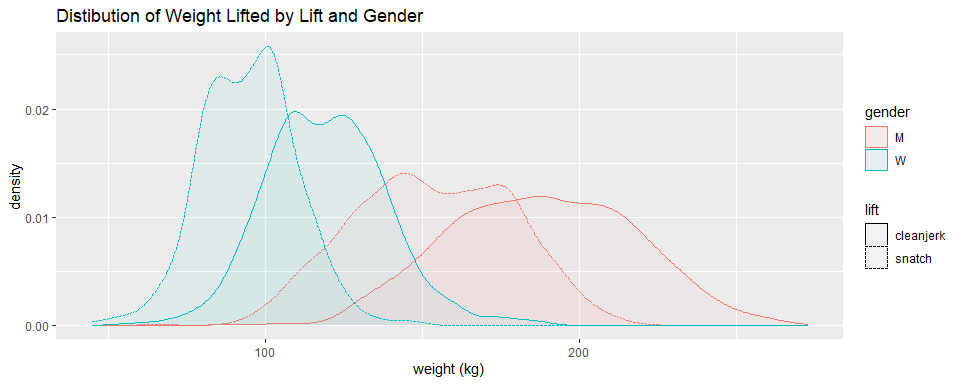 Distibution of Weight Lifted by Lift and Gender
density
0.02
0.01
0.00
100
200
weight (kg)
gender
M
W
lift
cleanjerk
snatch